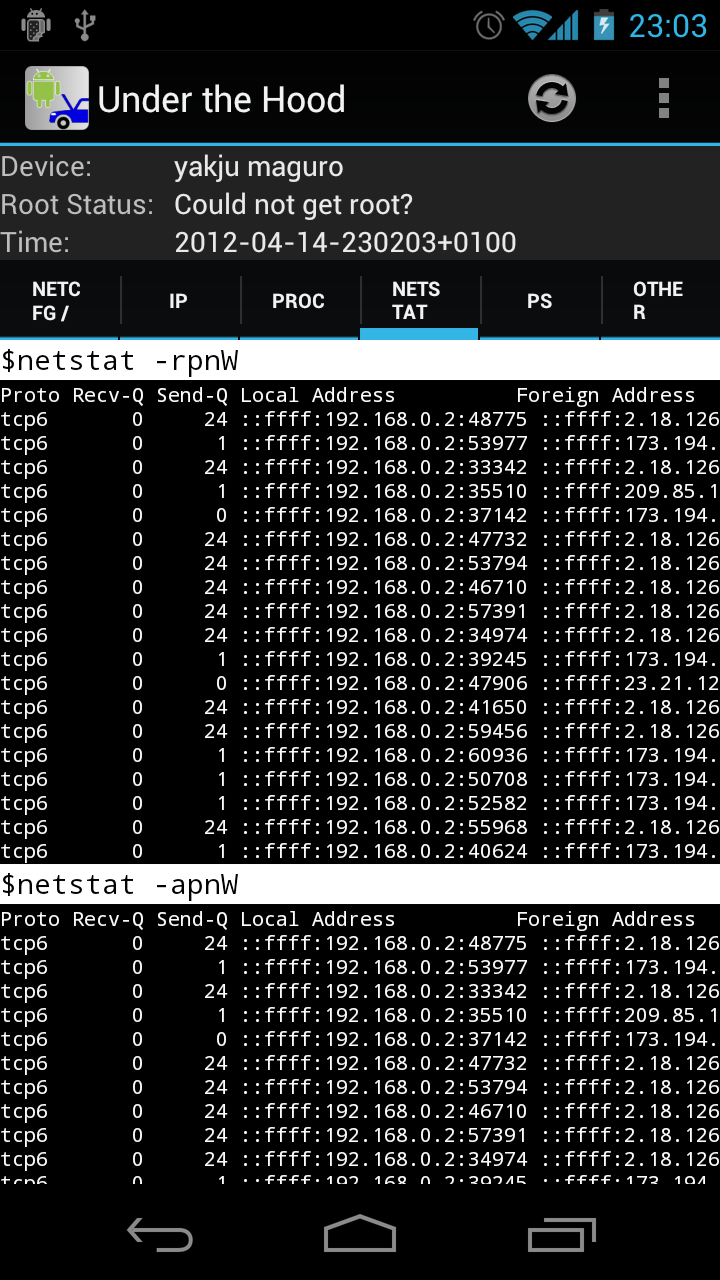 23:03
Under the Hood
Device: yakju maguro
Root Status: Could not get root?
Time: 2012-04-14-230203+0100
NETC
FG /
IP
PROC
NETS
TAT
PS
OTHE
R
$netstat -rpnW
Proto Recv-Q Send-Q Local Address Foreign Address
tcp6 0 24 ::ffff:192.168.0.2:48775 ::ffff:2.18.126
tcp6 0 1 ::ffff:192.168.0.2:53977 ::ffff:173.194.
tcp6 0 24 ::ffff:192.168.0.2:33342 ::ffff:2.18.126
tcp6 0 1 ::ffff:192.168.0.2:35510 ::ffff:209.85.1
tcp6 0 0 ::ffff:192.168.0.2:37142 ::ffff:173.194.
tcp6 0 24 ::ffff:192.168.0.2:47732 ::ffff:2.18.126
tcp6 0 24 ::ffff:192.168.0.2:53794 ::ffff:2.18.126
tcp6 0 24 ::ffff:192.168.0.2:46710 ::ffff:2.18.126
tcp6 0 24 ::ffff:192.168.0.2:57391 ::ffff:2.18.126
tcp6 0 24 ::ffff:192.168.0.2:34974 ::ffff:2.18.126
tcp6 0 1 ::ffff:192.168.0.2:39245 ::ffff:173.194.
tcp6 0 0 ::ffff:192.168.0.2:47906 ::ffff:23.21.12
tcp6 0 24 ::ffff:192.168.0.2:41650 ::ffff:2.18.126
tcp6 0 24 ::ffff:192.168.0.2:59456 ::ffff:2.18.126
tcp6 0 1 ::ffff:192.168.0.2:60936 ::ffff:173.194.
tcp6 0 1 ::ffff:192.168.0.2:50708 ::ffff:173.194.
tcp6 0 1 ::ffff:192.168.0.2:52582 ::ffff:173.194.
tcp6 0 24 ::ffff:192.168.0.2:55968 ::ffff:2.18.126
tcp6 0 1 ::ffff:192.168.0.2:40624 ::ffff:173.194.
$netstat -apnW
Proto Recv-Q Send-Q Local Address Foreign Address
tcp6 0 24 ::ffff:192.168.0.2:48775 ::ffff:2.18.126
tcp6 0 1 ::ffff:192.168.0.2:53977 ::ffff:173.194.
tcp6 0 24 ::ffff:192.168.0.2:33342 ::ffff:2.18.126
tcp6 0 1 ::ffff:192.168.0.2:35510 ::ffff:209.85.1
tcp6 0 0 ::ffff:192.168.0.2:37142 ::ffff:173.194.
tcp6 0 24 ::ffff:192.168.0.2:47732 ::ffff:2.18.126
tcp6 0 24 ::ffff:192.168.0.2:53794 ::ffff:2.18.126
tcp6 0 24 ::ffff:192.168.0.2:46710 ::ffff:2.18.126
tcp6 0 24 ::ffff:192.168.0.2:57391 ::ffff:2.18.126
tcp6 0 24 ::ffff:192.168.0.2:34974 ::ffff:2.18.126
tcp6 0 1 ::ffff:192.168.0.2:39245 ::ffff:173.194.